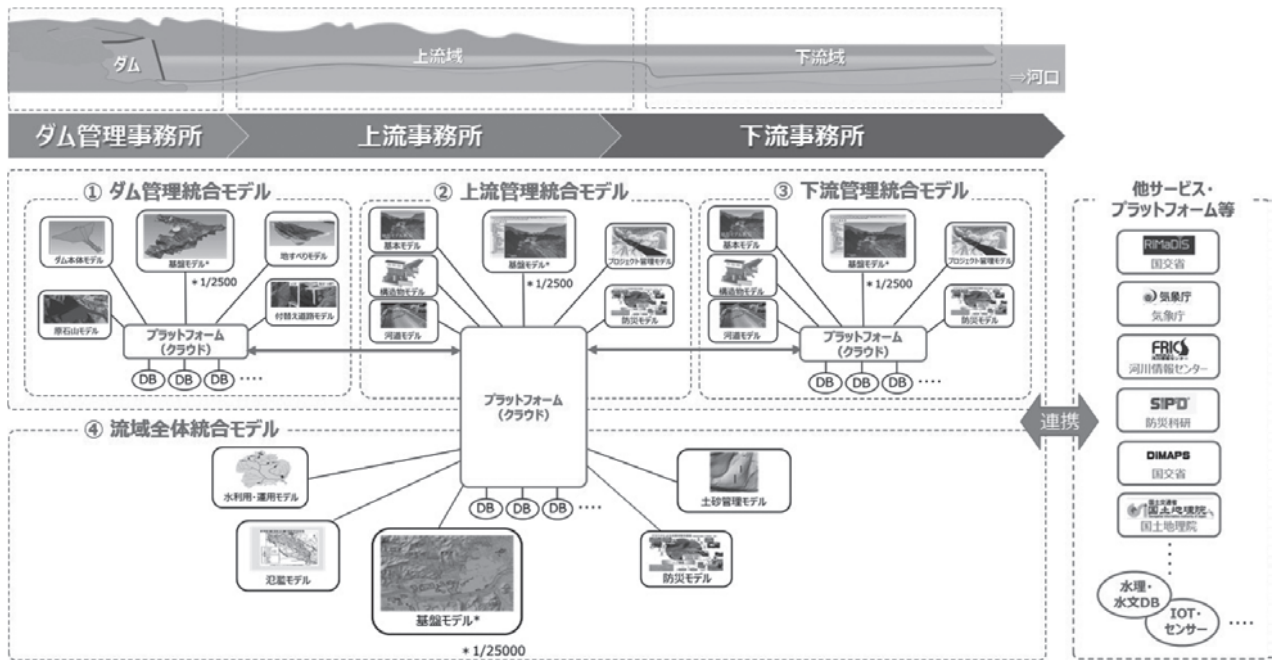 ダム
上流域
下流域
⇒河口
ダム管理事務所
上流事務所
下流事務所
① ダム管理統合モデル
ダム本体モデル
基盤モデル*
地すべりモデル
*1/2500
原石山モデル
付替え道路モデル
プラットフォーム
(クラウド)
DB
DB
DB
····
② 上流管理統合モデル
基本モデル
基盤モデル*
プロジェクト管理モデル
*1/2500
構造物モデル
防災モデル
河道モデル
プラットフォーム
(クラウド)
DB
DB
DB
····
③ 下流管理統合モデル
基本モデル
基盤モデル*
プロジェクト管理モデル
*1/2500
構造物モデル
防災モデル
河道モデル
プラットフォーム
(クラウド)
DB
DB
DB
····
④ 流域全体統合モデル
水利用・運用モデル
氾濫モデル
基盤モデル*
*1/25000
土砂管理モデル
防災モデル
連携
他サービス・
プラットフォーム等
RiMaDIS
国交省
気象庁
気象庁
FRICS
河川情報センター
SIP4D
防災科研
DiMAPS
国交省
国土交通省
国土地理院
国土地理院
水理・
水文DB
IOT・
センサー
····